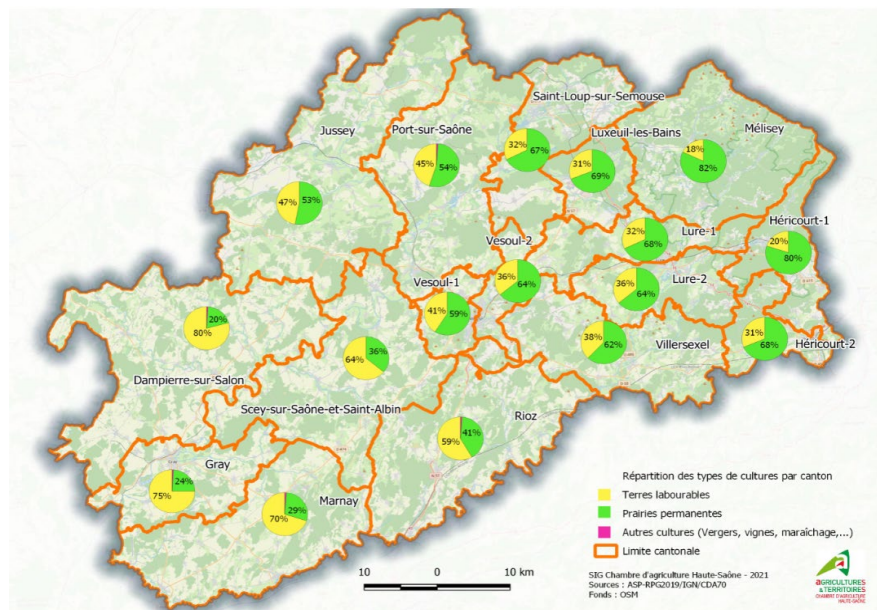 Saint-Loup-sur-Semouse
Jussey
Port-sur-Saône
Luxeuil-les-Bains
Mélisey
32%
67%
18%
82%
45%
54%
31%
69%
47%
53%
Héricourt-1
Lure-1
32%
68%
Vesoul-2
20%
80%
Vesoul-1
36%
64%
36%
64%
Lure-2
41%
59%
20%
80%
38%
62%
Villersexel
31%
68%
Héricourt-2
64%
36%
Dampierre-sur-Salon
Scey-sur-Saône-et-Saint-Albin
Rioz
59%
41%
Gray
24%
75%
Marnay
29%
70%
Répartition des types de cultures par canton
Terres labourables
Prairies permanentes
Autres cultures (Vergers, vignes, maraîchage,...)
Limite cantonale
10 0 10 km
SIG Chambre d'agriculture Haute-Saône - 2021
Sources : ASP-RPG2019/IGN/CDA70
Fonds : OSM
AGRICULTURES
& TERRITOIRES
CHAMBRE D'AGRICULTURE
HAUTE-SAÔNE